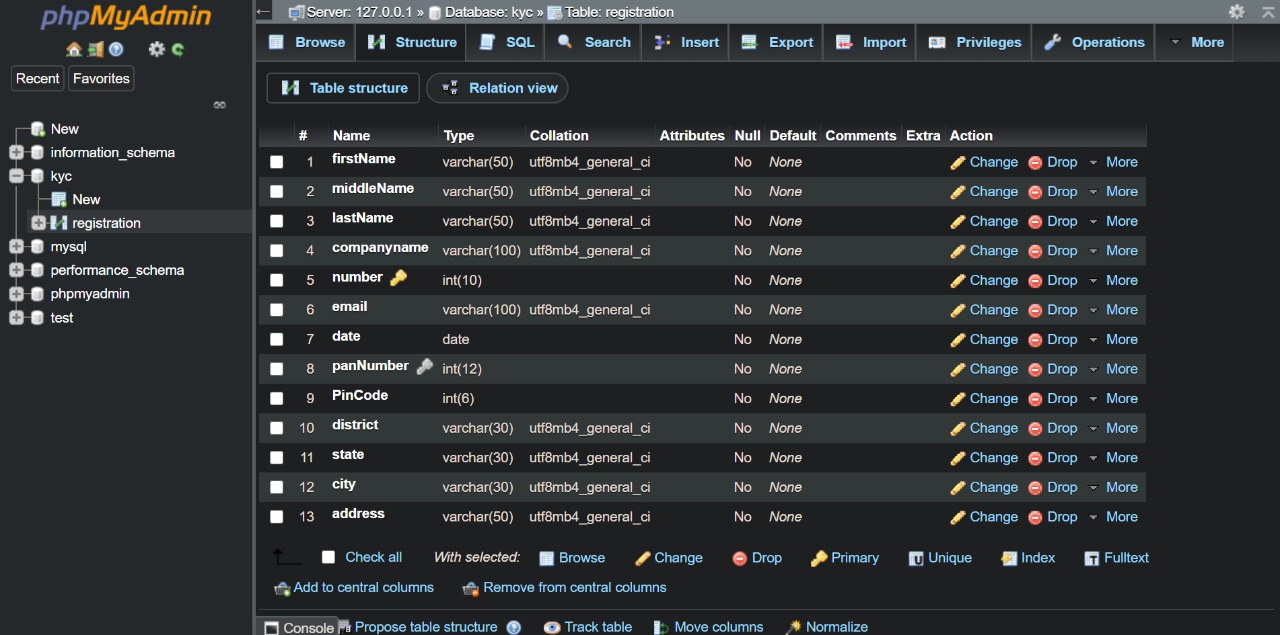 phpMyAdmin
Recent Favorites
New
information_schema
kyc
New
registration
mysql
performance_schema
phpmyadmin
test
Server: 127.0.0.1 » Database: kyc » Table: registration
Browse Structure SQL Search Insert Export Import Privileges Operations More
Table structure Relation view
# Name Type Collation Attributes Null Default Comments Extra Action
1 firstName varchar(50) utf8mb4_general_ci No None Change Drop More
2 middleName varchar(50) utf8mb4_general_ci No None Change Drop More
3 lastName varchar(50) utf8mb4_general_ci No None Change Drop More
4 companyname varchar(100) utf8mb4_general_ci No None Change Drop More
5 number int(10) No None Change Drop More
6 email varchar(100) utf8mb4_general_ci No None Change Drop More
7 date date No None Change Drop More
8 panNumber int(12) No None Change Drop More
9 PinCode int(6) No None Change Drop More
10 district varchar(30) utf8mb4_general_ci No None Change Drop More
11 state varchar(30) utf8mb4_general_ci No None Change Drop More
12 city varchar(30) utf8mb4_general_ci No None Change Drop More
13 address varchar(50) utf8mb4_general_ci No None Change Drop More
Check all With selected: Browse Change Drop Primary Unique Index Fulltext
Add to central columns Remove from central columns
Console Propose table structure Track table Move columns Normalize